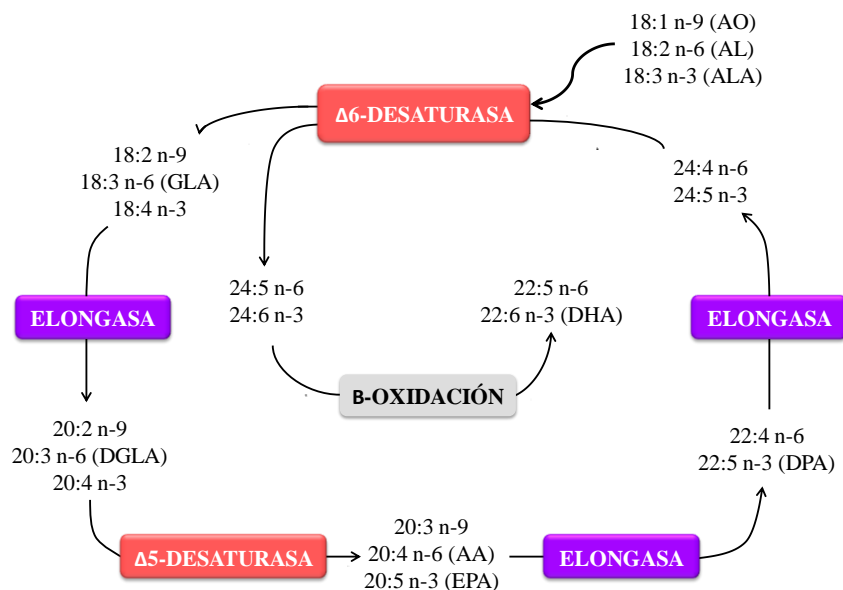 18:1 n-9 (AO)
18:2 n-6 (AL)
18:3 n-3 (ALA)
Δ6-DESATURASA
18:2 n-9
18:3 n-6 (GLA)
18:4 n-3
24:4 n-6
24:5 n-3
24:5 n-6
24:6 n-3
22:5 n-6
22:6 n-3 (DHA)
ELONGASA
ELONGASA
B-OXIDACIÓN
20:2 n-9
20:3 n-6 (DGLA)
20:4 n-3
22:4 n-6
22:5 n-3 (DPA)
Δ5-DESATURASA
20:3 n-9
20:4 n-6 (AA)
20:5 n-3 (EPA)
ELONGASA